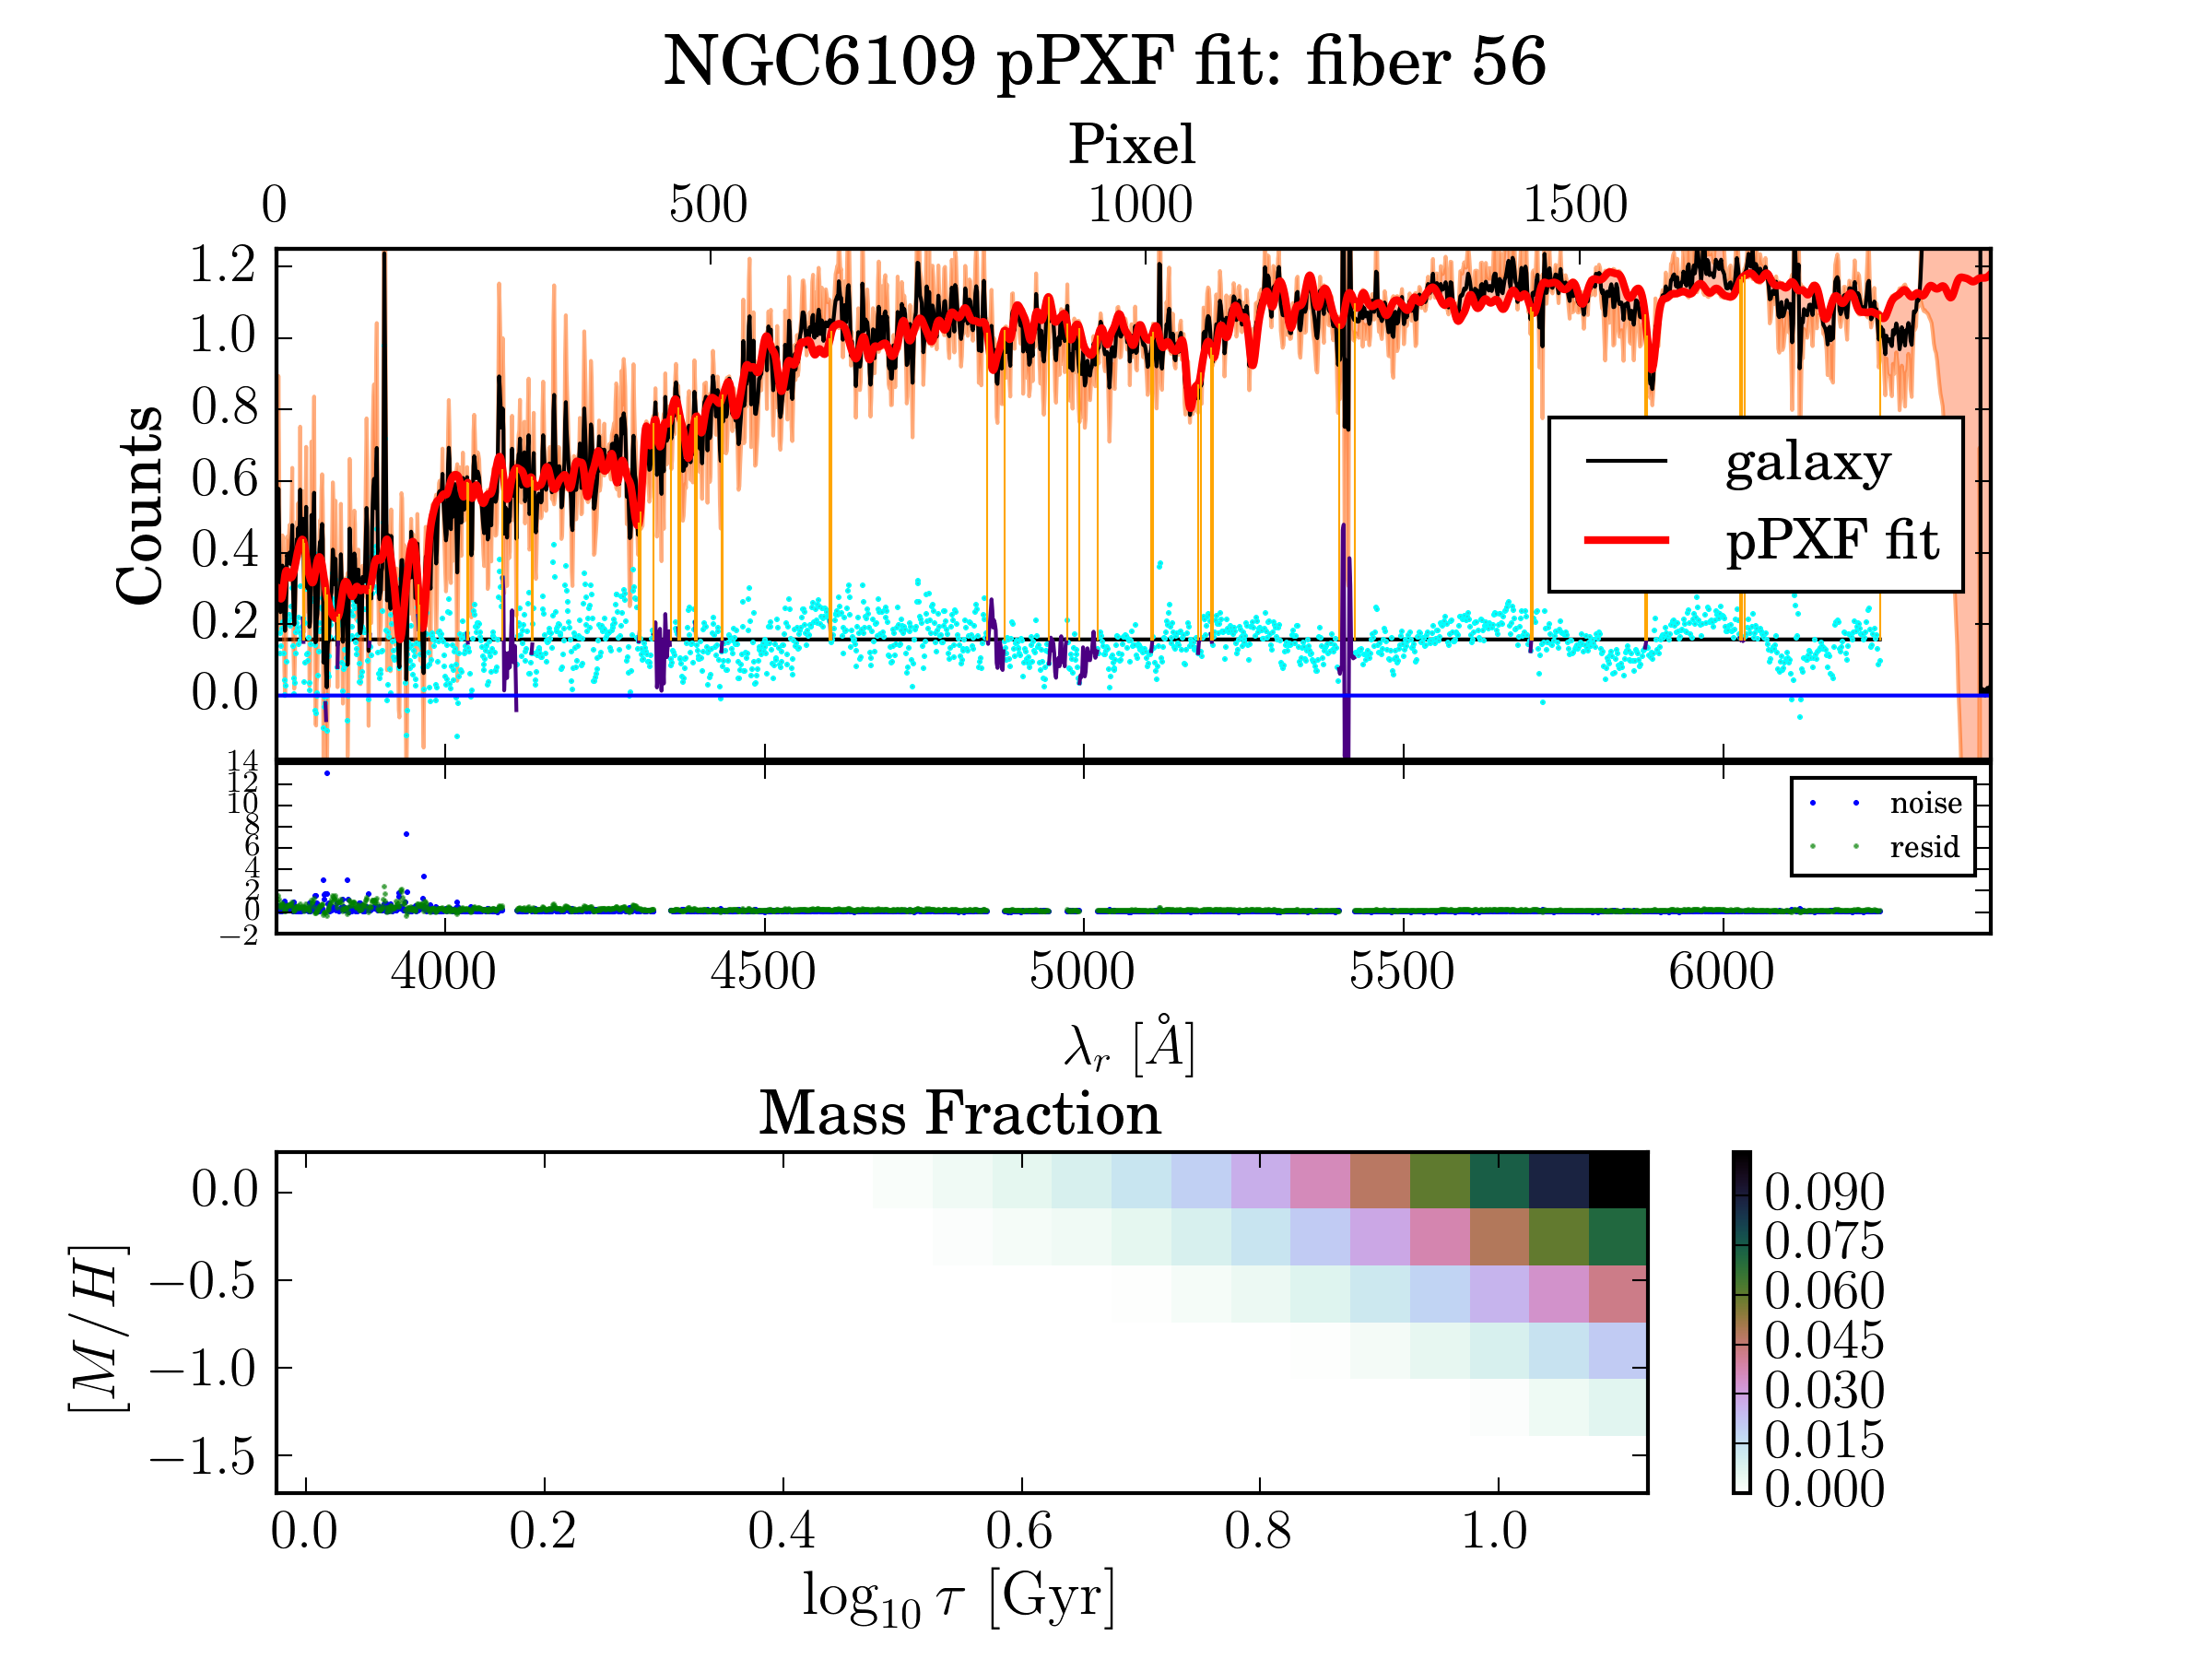 NGC6109 pPXF fit: fiber 56
Pixel
0 500 1000 1500
1.2
1.0
0.8
0.6
0.4
0.2
0.0
Counts
galaxy
pPXF fit
14
12
10
8
6
4
2
0
−2
noise
resid
4000 4500 5000 5500 6000
λr [Å]
Mass Fraction
0.0
−0.5
−1.0
−1.5
[M/H]
0.090
0.075
0.060
0.045
0.030
0.015
0.000
0.0 0.2 0.4 0.6 0.8 1.0
log10 τ [Gyr]